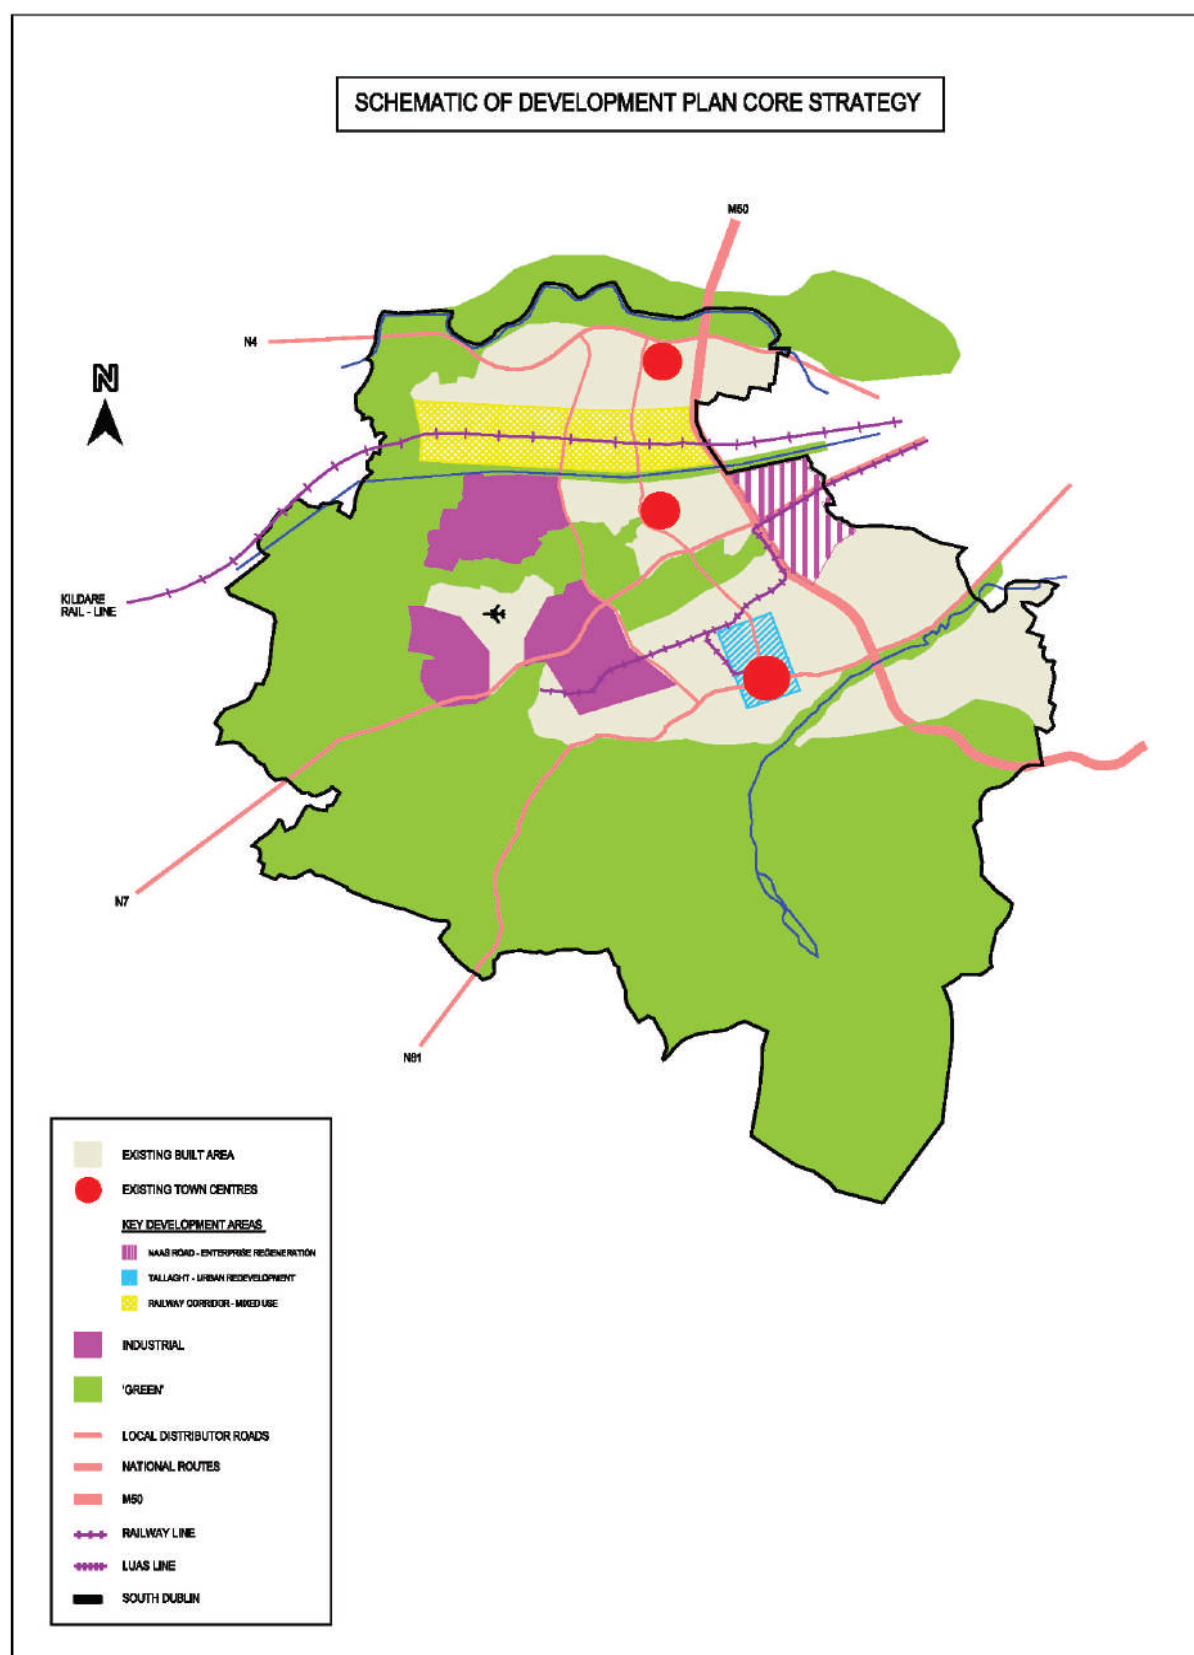 SCHEMATIC OF DEVELOPMENT PLAN CORE STRATEGY
M50
N4
N
KILDARE
RAIL - LINE
N7
N81
EXISTING BUILT AREA
EXISTING TOWN CENTRES
KEY DEVELOPMENT AREAS
NAAS ROAD - ENTERPRISE REGENERATION
TALLAGHT - URBAN REDEVELOPMENT
RAILWAY CORRIDOR - MIXED USE
INDUSTRIAL
'GREEN'
LOCAL DISTRIBUTOR ROADS
NATIONAL ROUTES
M50
RAILWAY LINE
LUAS LINE
SOUTH DUBLIN